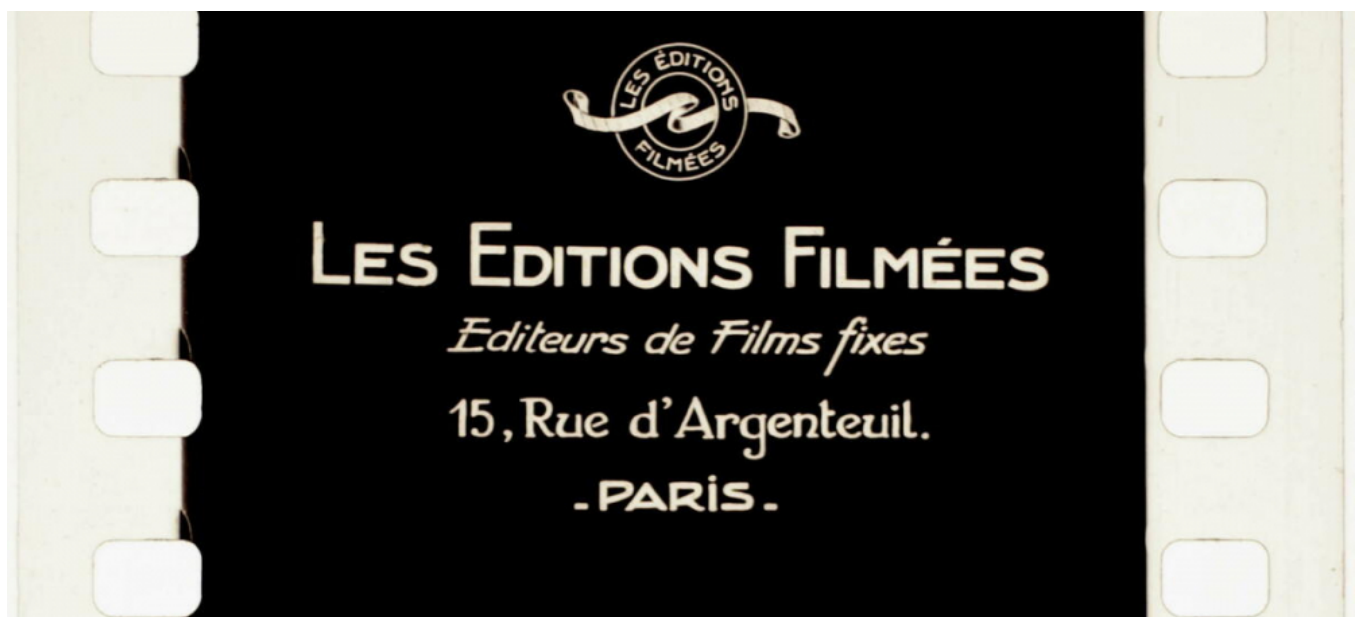 LES ÉDITIONS
FILMÉES
LES EDITIONS FILMÉES
Editeurs de Films fixes
15, Rue d'Argenteuil.
- PARiS -